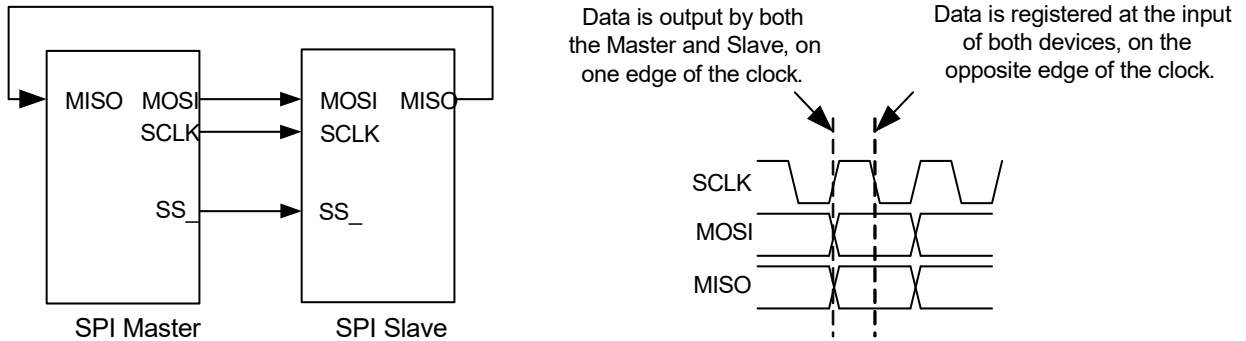 MISO MOSI
SCLK
SS_
SPI Master
MOSI MISO
SCLK
SS_
SPI Slave
Data is output by both
the Master and Slave, on
one edge of the clock.
Data is registered at the input
of both devices, on the
opposite edge of the clock.
SCLK
MOSI
MISO